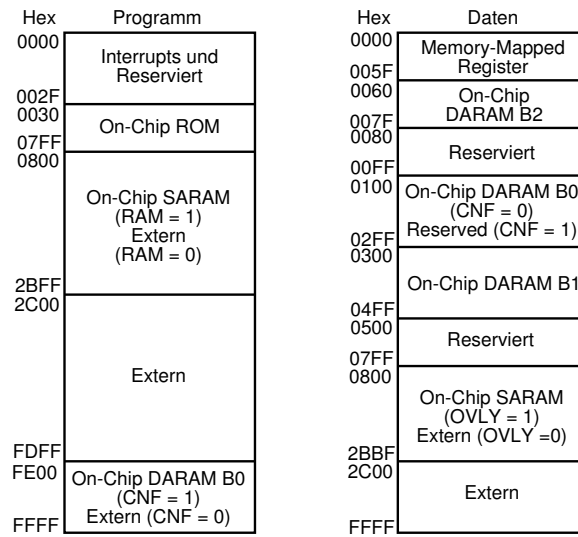 Hex Programm
0000
Interrupts und
Reserviert
002F
0030
On-Chip ROM
07FF
0800
On-Chip SARAM
(RAM = 1)
Extern
(RAM = 0)
2BFF
2C00
Extern
FDFF
FE00
On-Chip DARAM B0
(CNF = 1)
Extern (CNF = 0)
FFFF
Hex Daten
0000
Memory-Mapped
Register
005F
0060
On-Chip
DARAM B2
007F
0080
Reserviert
00FF
0100
On-Chip DARAM B0
(CNF = 0)
Reserved (CNF = 1)
02FF
0300
On-Chip DARAM B1
04FF
0500
Reserviert
07FF
0800
On-Chip SARAM
(OVLY = 1)
Extern (OVLY =0)
2BBF
2C00
Extern
FFFF